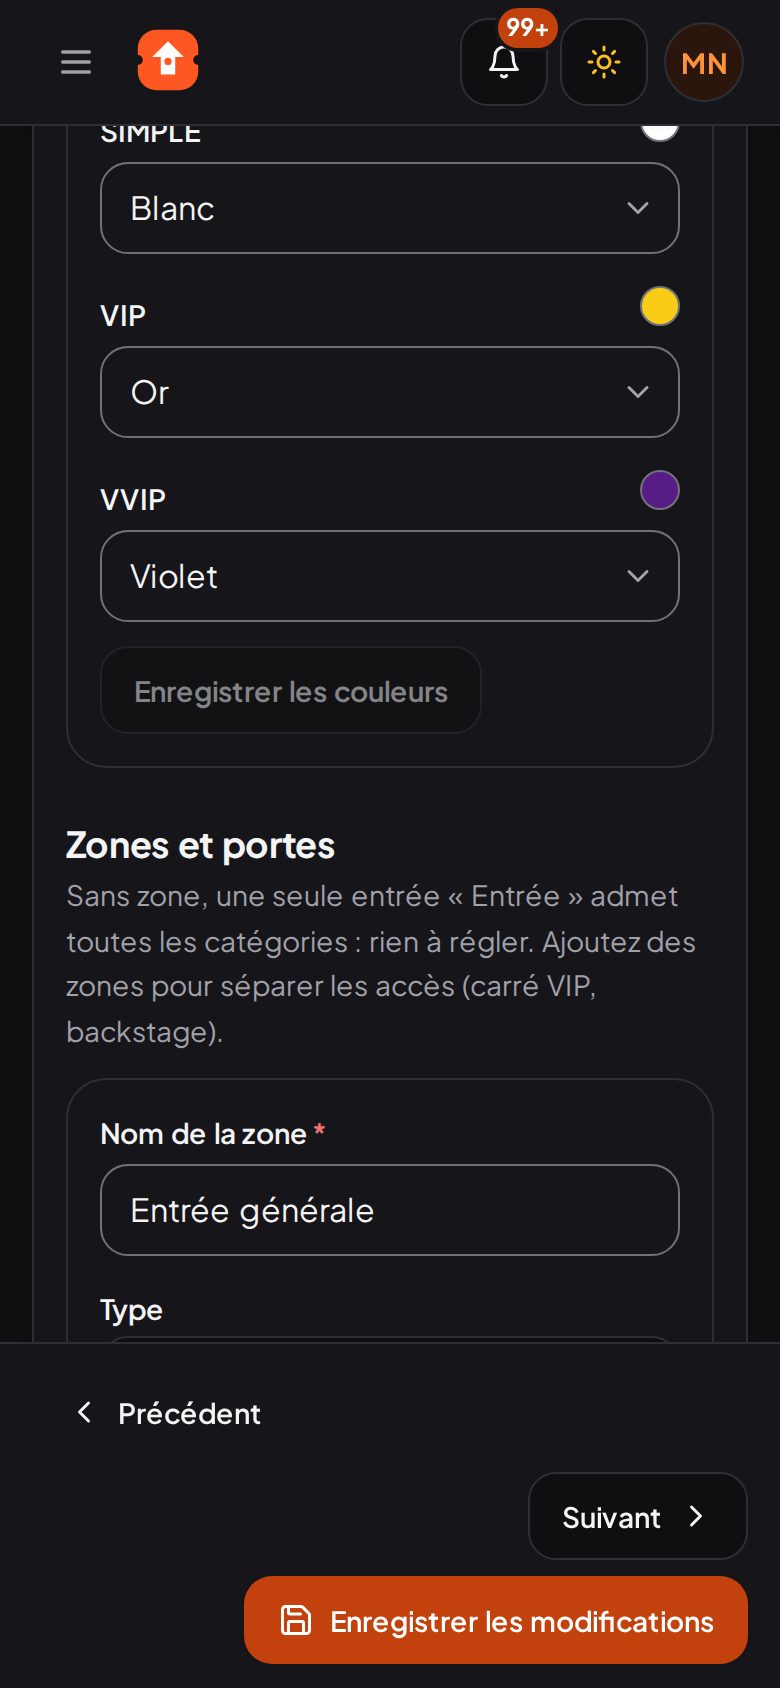 99+
MN
SIMPLE
Blanc
VIP
Or
VVIP
Violet
Enregistrer les couleurs
Zones et portes
Sans zone, une seule entrée « Entrée » admet
toutes les catégories : rien à régler. Ajoutez des
zones pour séparer les accès (carré VIP,
backstage).
Nom de la zone *
Entrée générale
Type
Précédent
Suivant
Enregistrer les modifications